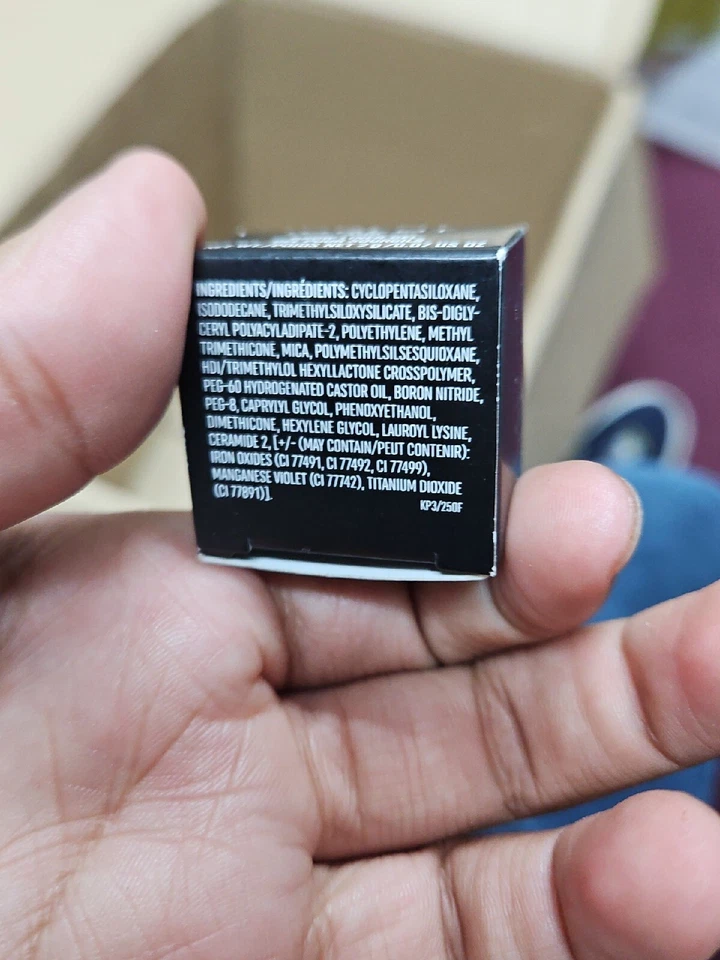 INGREDIENTS/INGRÉDIENTS: CYCLOPENTASILOXANE,
ISODODECANE, TRIMETHYLSILOXYSILICATE, BIS-DIGLY-
CERYL POLYACYLADIPATE-2, POLYETHYLENE, METHYL
TRIMETHICONE, MICA, POLYMETHYLSILSESQUIOXANE,
HDI/TRIMETHYLOL HEXYLLACTONE CROSSPOLYMER,
PEG-60 HYDROGENATED CASTOR OIL, BORON NITRIDE,
PEG-8, CAPRYLYL GLYCOL, PHENOXYETHANOL,
DIMETHICONE, HEXYLENE GLYCOL, LAUROYL LYSINE,
CERAMIDE 2, [+/- (MAY CONTAIN/PEUT CONTENIR):
IRON OXIDES (CI 77491, CI 77492, CI 77499),
MANGANESE VIOLET (CI 77742), TITANIUM DIOXIDE
(CI 77891)].
KP3/250F